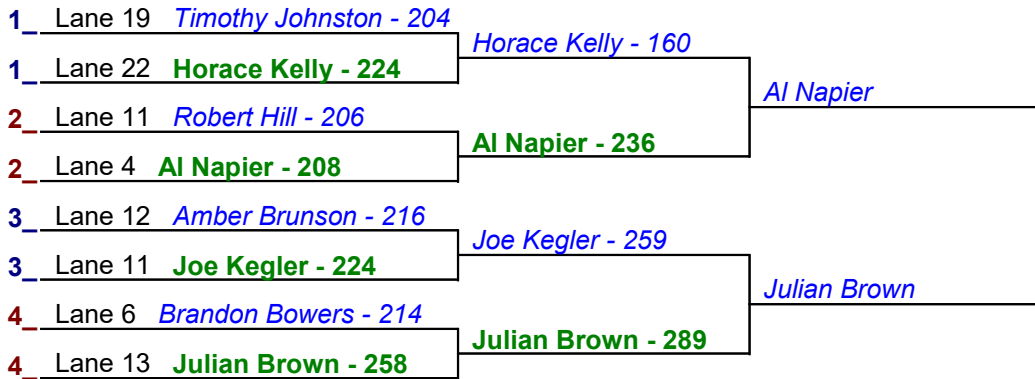 1_ Lane 19 Timothy Johnston - 204
Horace Kelly - 160
1_ Lane 22 Horace Kelly - 224
Al Napier
2_ Lane 11 Robert Hill - 206
Al Napier - 236
2_ Lane 4 Al Napier - 208
3_ Lane 12 Amber Brunson - 216
Joe Kegler - 259
3_ Lane 11 Joe Kegler - 224
Julian Brown
4_ Lane 6 Brandon Bowers - 214
Julian Brown - 289
4_ Lane 13 Julian Brown - 258